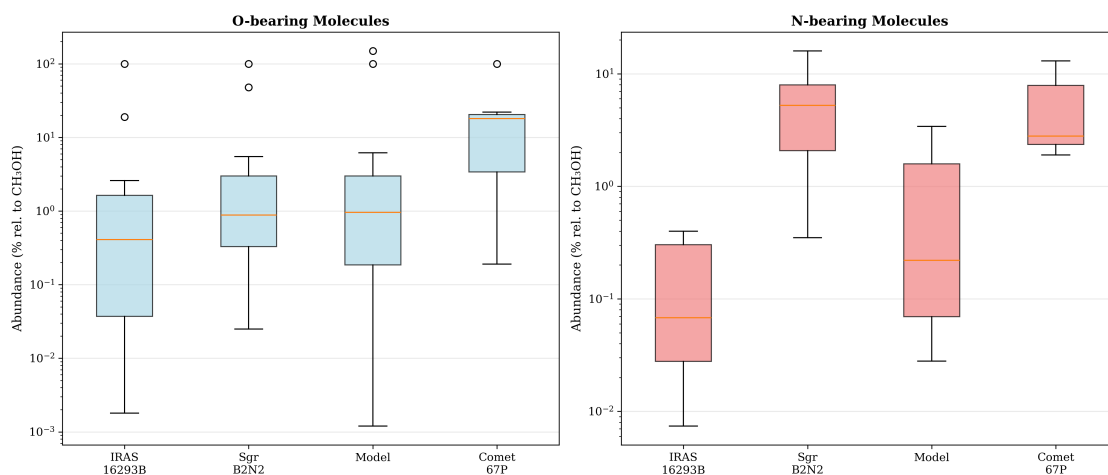 O-bearing Molecules
Abundance (% rel. to CH₃OH)
10²
10¹
10⁰
10⁻¹
10⁻²
10⁻³
IRAS
16293B
Sgr
B2N2
Model
Comet
67P
N-bearing Molecules
Abundance (% rel. to CH₃OH)
10¹
10⁰
10⁻¹
10⁻²
IRAS
16293B
Sgr
B2N2
Model
Comet
67P